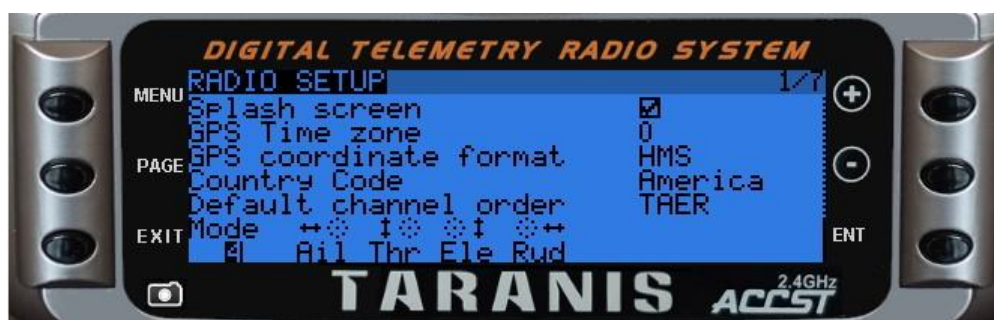 DIGITAL TELEMETRY RADIO SYSTEM
RADIO SETUP 1/7
MENU
Splash screen
GPS Time zone 0
PAGE
GPS coordinate format HMS
Country Code America
Default channel order TAER
EXIT
Mode
ENT
4 Ail Thr Ele Rud
TARANIS
2.4GHz
ACCST